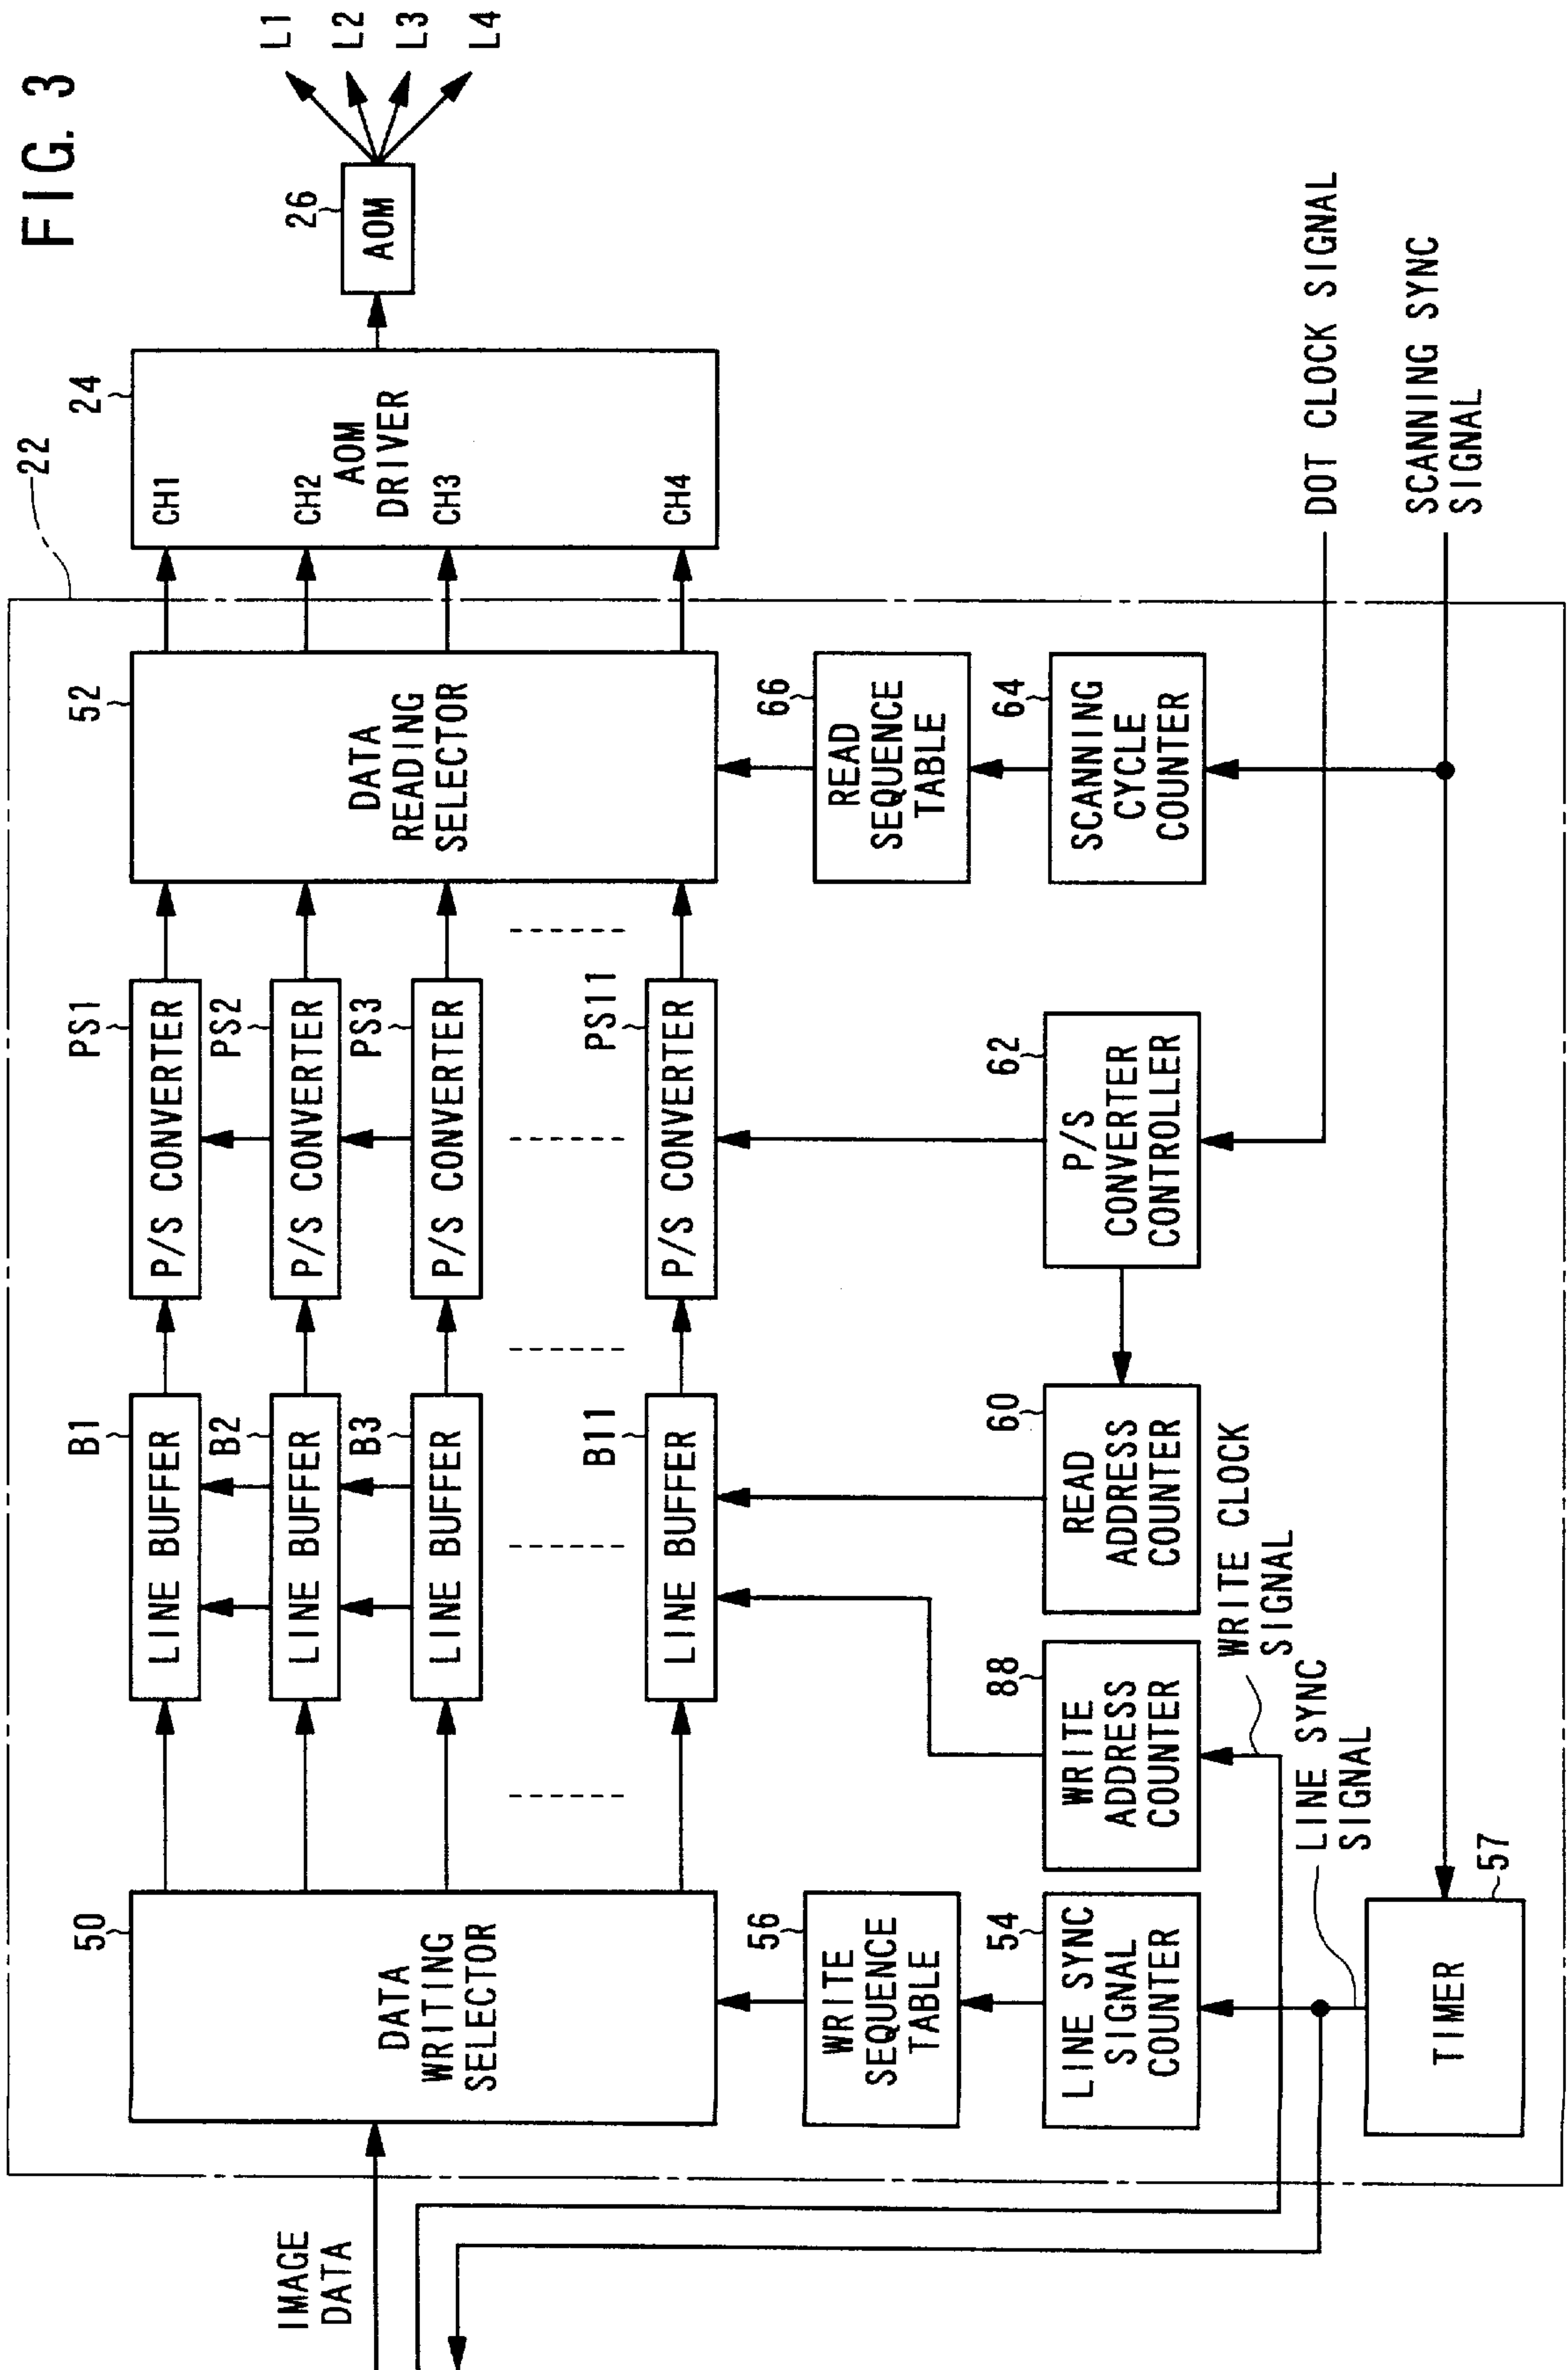 FIG. 3
L1
L2
L3
L4
26
AOM
24
AOM
DRIVER
CH1
CH2
CH3
CH4
22
52
DATA
READING
SELECTOR
66
READ
SEQUENCE
TABLE
64
SCANNING
CYCLE
COUNTER
DOT CLOCK SIGNAL
SCANNING SYNC
SIGNAL
PS1
P/S CONVERTER
PS2
P/S CONVERTER
PS3
P/S CONVERTER
PS11
P/S CONVERTER
62
P/S
CONVERTER
CONTROLLER
B1
LINE BUFFER
B2
LINE BUFFER
B3
LINE BUFFER
B11
LINE BUFFER
60
READ
ADDRESS
COUNTER
88
WRITE
ADDRESS
COUNTER
WRITE CLOCK
SIGNAL
LINE SYNC
SIGNAL
50
DATA
WRITING
SELECTOR
56
WRITE
SEQUENCE
TABLE
54
LINE SYNC
SIGNAL
COUNTER
57
TIMER
IMAGE
DATA